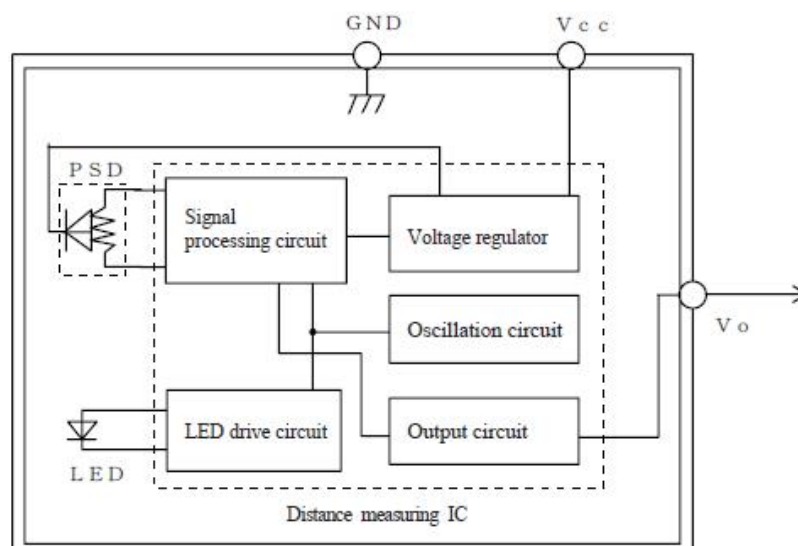 GND
Vcc
PSD
Signal
processing circuit
Voltage regulator
Oscillation circuit
Vo
LED drive circuit
Output circuit
LED
Distance measuring IC